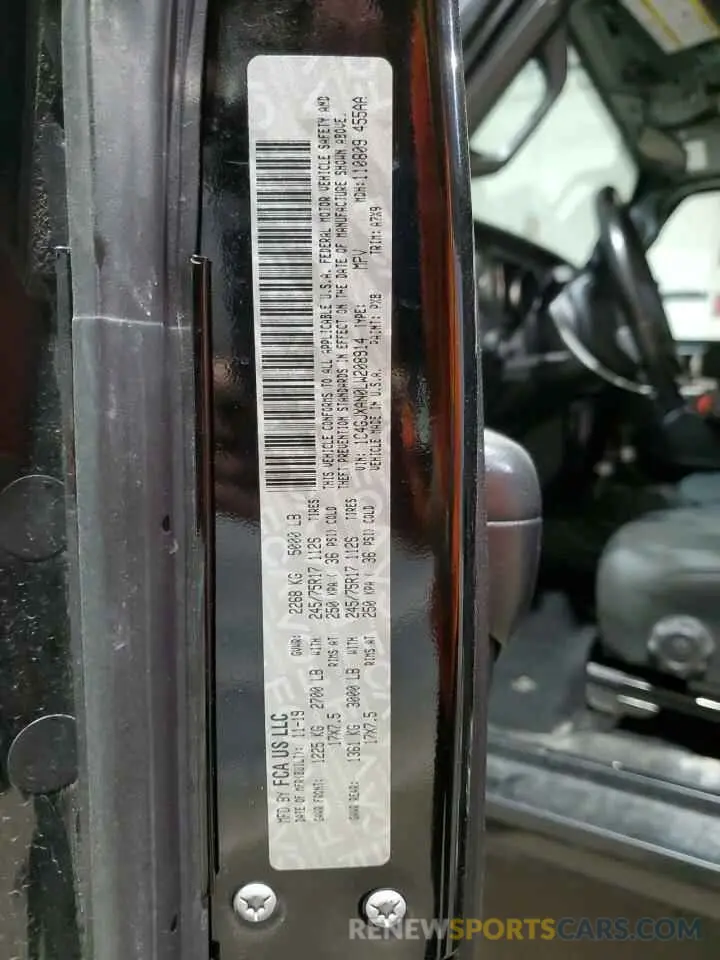 MFD BY FCA US LLC
DATE OF MFR(BUILT): 11-19 GVWR: 2268 KG 5000 LB
GAWR FRONT: 1225 KG 2700 LB WITH 245/75R17 112S TIRES
17X7.5 RIMS AT 250 KPA ( 36 PSI) COLD
GAWR REAR: 1361 KG 3000 LB WITH 245/75R17 112S TIRES
17X7.5 RIMS AT 250 KPA ( 36 PSI) COLD
THIS VEHICLE CONFORMS TO ALL APPLICABLE U.S.A. FEDERAL MOTOR VEHICLE SAFETY AND
THEFT PREVENTION STANDARDS IN EFFECT ON THE DATE OF MANUFACTURE SHOWN ABOVE.
VIN: 1C4GJXAN0LW208914 TYPE: MPV MDH: 110809 455AA
VEHICLE MADE IN U.S.A. PAINT: PX8 TRIM: A7X9
RENEWSPORTSCARS.COM